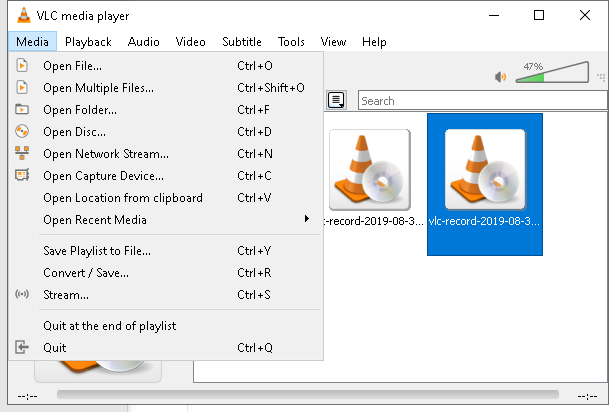 VLC media player
Media Playback Audio Video Subtitle Tools View Help
Open File... Ctrl+O
Open Multiple Files... Ctrl+Shift+O
Open Folder... Ctrl+F
Open Disc... Ctrl+D
Open Network Stream... Ctrl+N
Open Capture Device... Ctrl+C
Open Location from clipboard Ctrl+V
Open Recent Media
Save Playlist to File... Ctrl+Y
Convert / Save... Ctrl+R
Stream... Ctrl+S
Quit at the end of playlist
Quit Ctrl+Q
47%
Search
:-record-2019-08-3... vlc-record-2019-08-3...
--:-- --:--